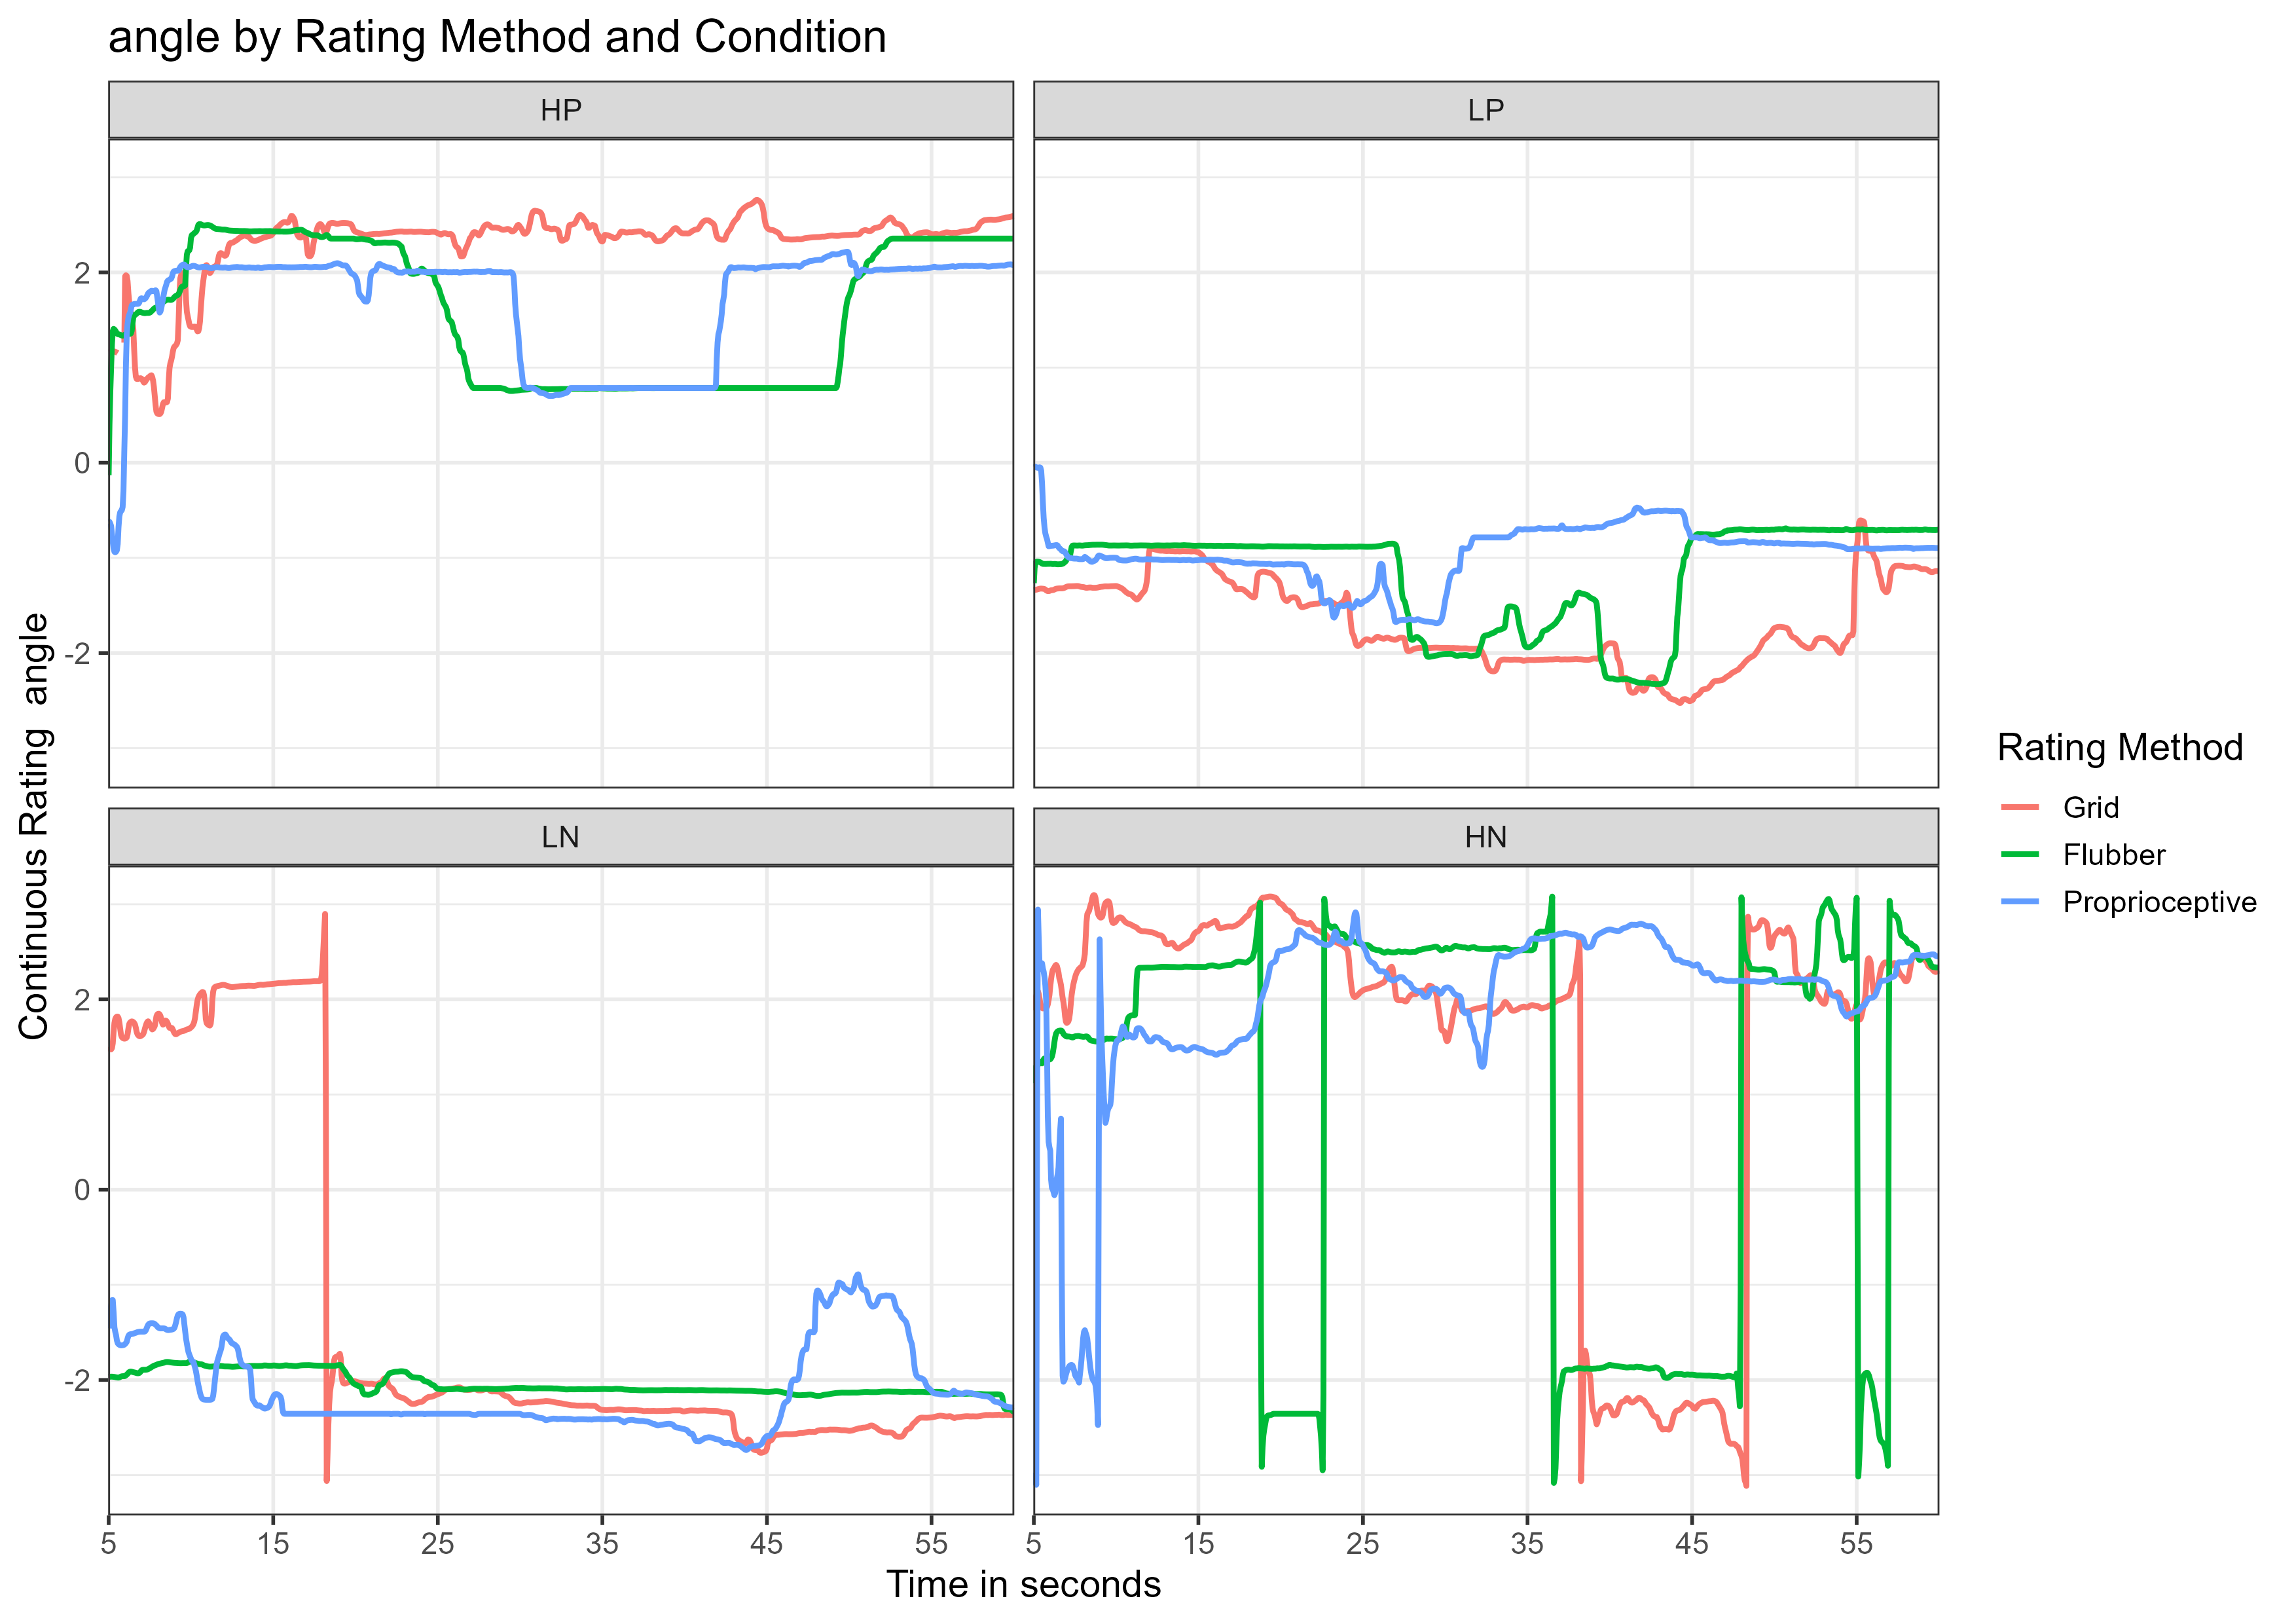 angle by Rating Method and Condition
HP
LP
2
0
-2
LN
HN
2
0
-2
5
15
25
35
45
55
5
15
25
35
45
55
Time in seconds
Continuous Rating  angle
Rating Method
Grid
Flubber
Proprioceptive